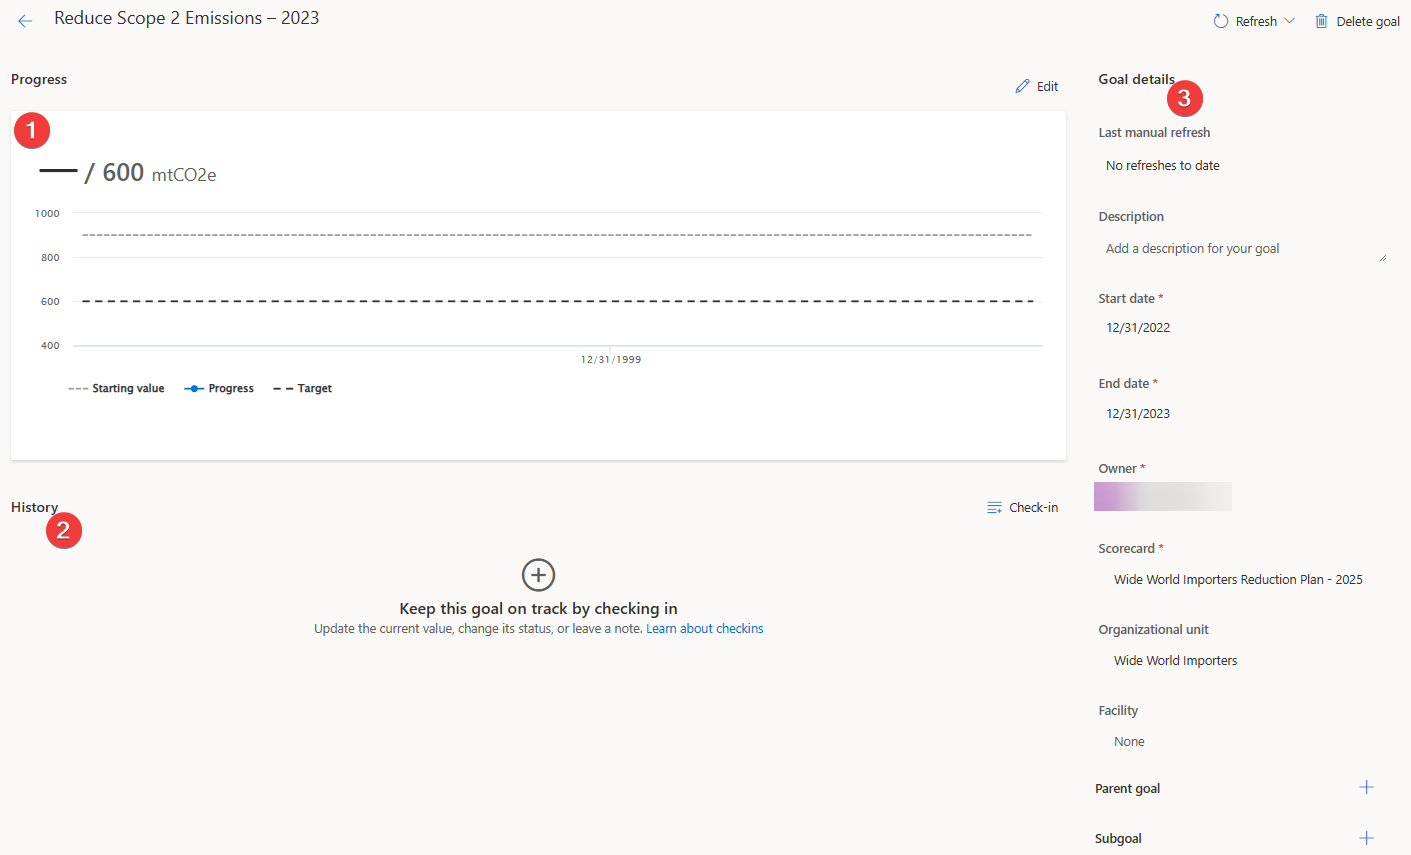 Reduce Scope 2 Emissions – 2023
Refresh
Delete goal
Progress
Edit
1
/ 600 mtCO2e
1000
800
600
400
12/31/1999
Starting value
Progress
Target
History
2
Check-in
Keep this goal on track by checking in
Update the current value, change its status, or leave a note. Learn about checkins
Goal details
3
Last manual refresh
No refreshes to date
Description
Add a description for your goal
Start date *
12/31/2022
End date *
12/31/2023
Owner *
Scorecard *
Wide World Importers Reduction Plan - 2025
Organizational unit
Wide World Importers
Facility
None
Parent goal
Subgoal